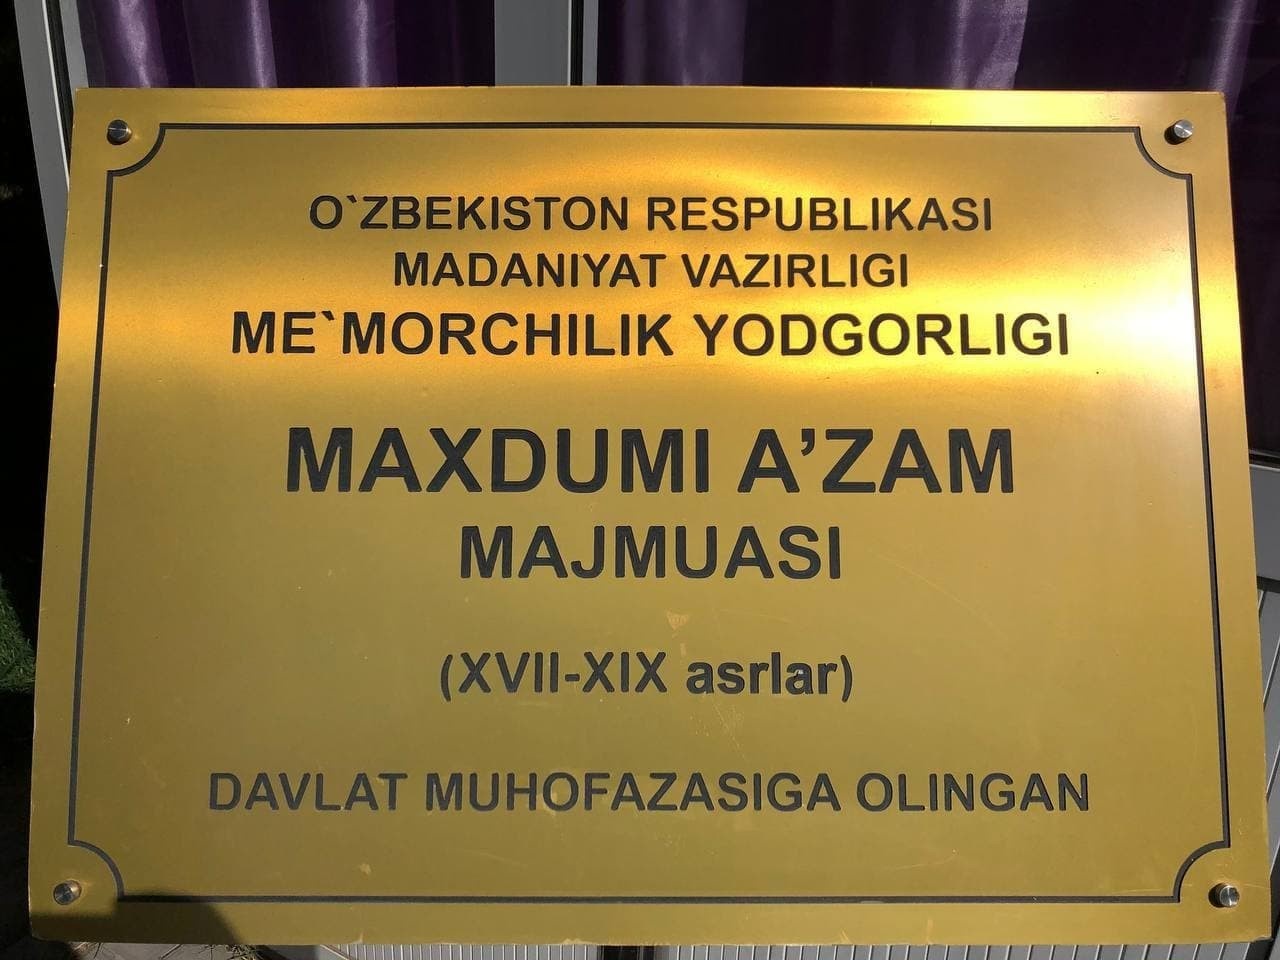 O`ZBEKISTON RESPUBLIKASI
MADANIYAT VAZIRLIGI
ME`MORCHILIK YODGORLIGI
MAXDUMI A’ZAM
MAJMUASI
(XVII-XIX asrlar)
DAVLAT MUHOFAZASIGA OLINGAN